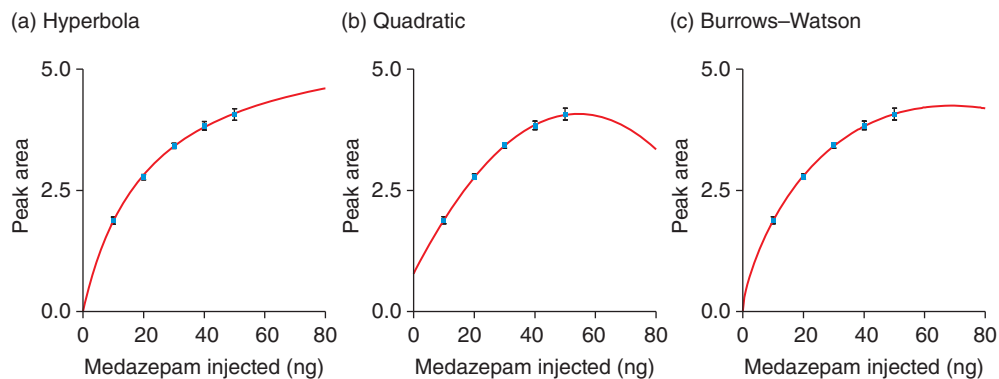 (a) Hyperbola
5.0
2.5
0.0
Peak area
0 20 40 60 80
Medazepam injected (ng)
(b) Quadratic
5.0
2.5
0.0
Peak area
0 20 40 60 80
Medazepam injected (ng)
(c) Burrows–Watson
5.0
2.5
0.0
Peak area
0 20 40 60 80
Medazepam injected (ng)